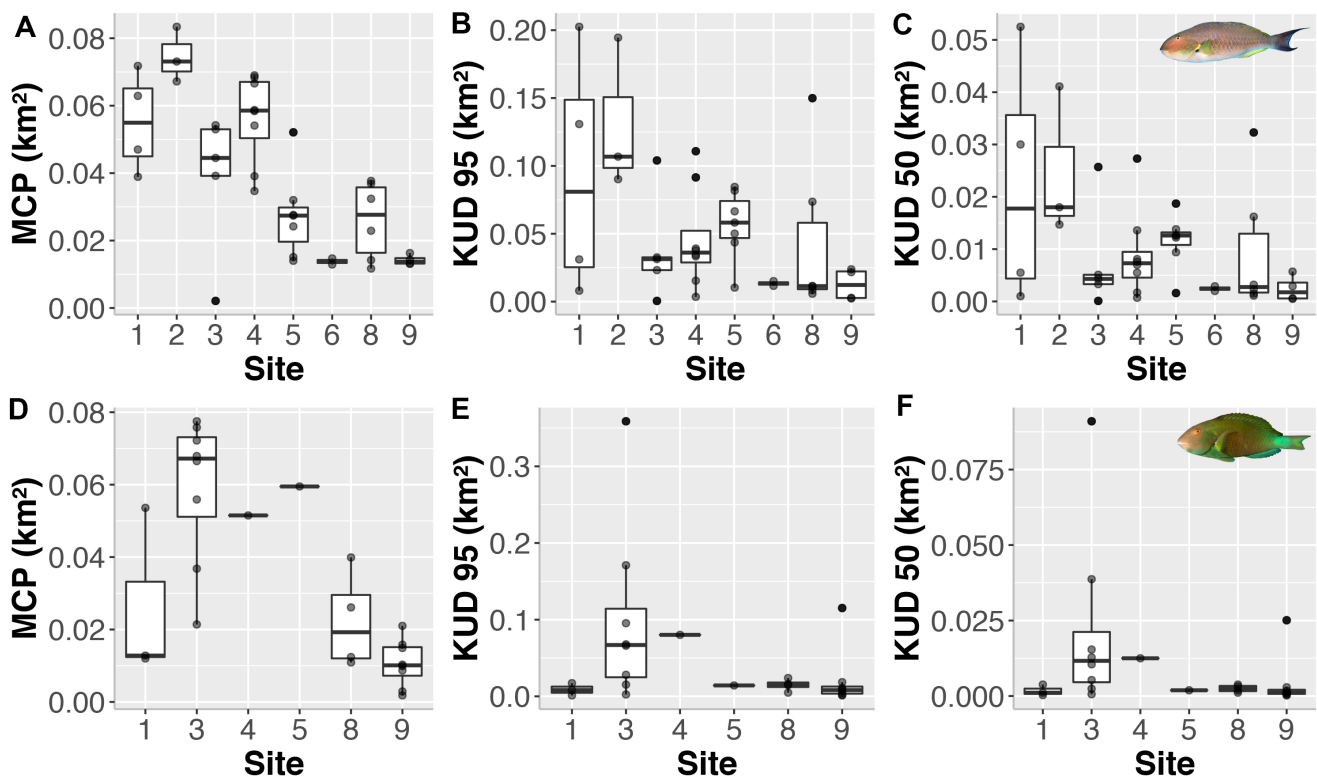 A
MCP (km²)
0.08
0.06
0.04
0.02
0.00
1 2 3 4 5 6 8 9
Site
B
KUD 95 (km²)
0.20
0.15
0.10
0.05
0.00
1 2 3 4 5 6 8 9
Site
C
KUD 50 (km²)
0.05
0.04
0.03
0.02
0.01
0.00
1 2 3 4 5 6 8 9
Site
D
MCP (km²)
0.08
0.06
0.04
0.02
0.00
1 3 4 5 8 9
Site
E
KUD 95 (km²)
0.3
0.2
0.1
0.0
1 3 4 5 8 9
Site
F
KUD 50 (km²)
0.075
0.050
0.025
0.000
1 3 4 5 8 9
Site